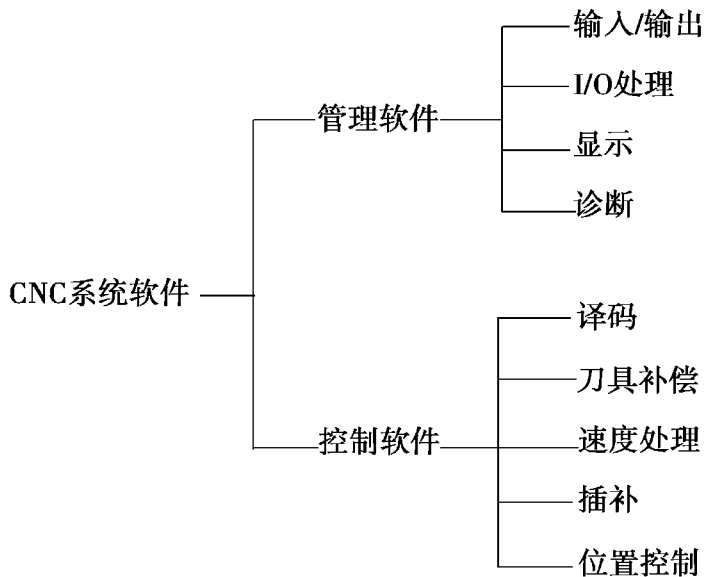 输入/输出
I/O处理
管理软件
显示
诊断
CNC系统软件
译码
刀具补偿
控制软件
速度处理
插补
位置控制